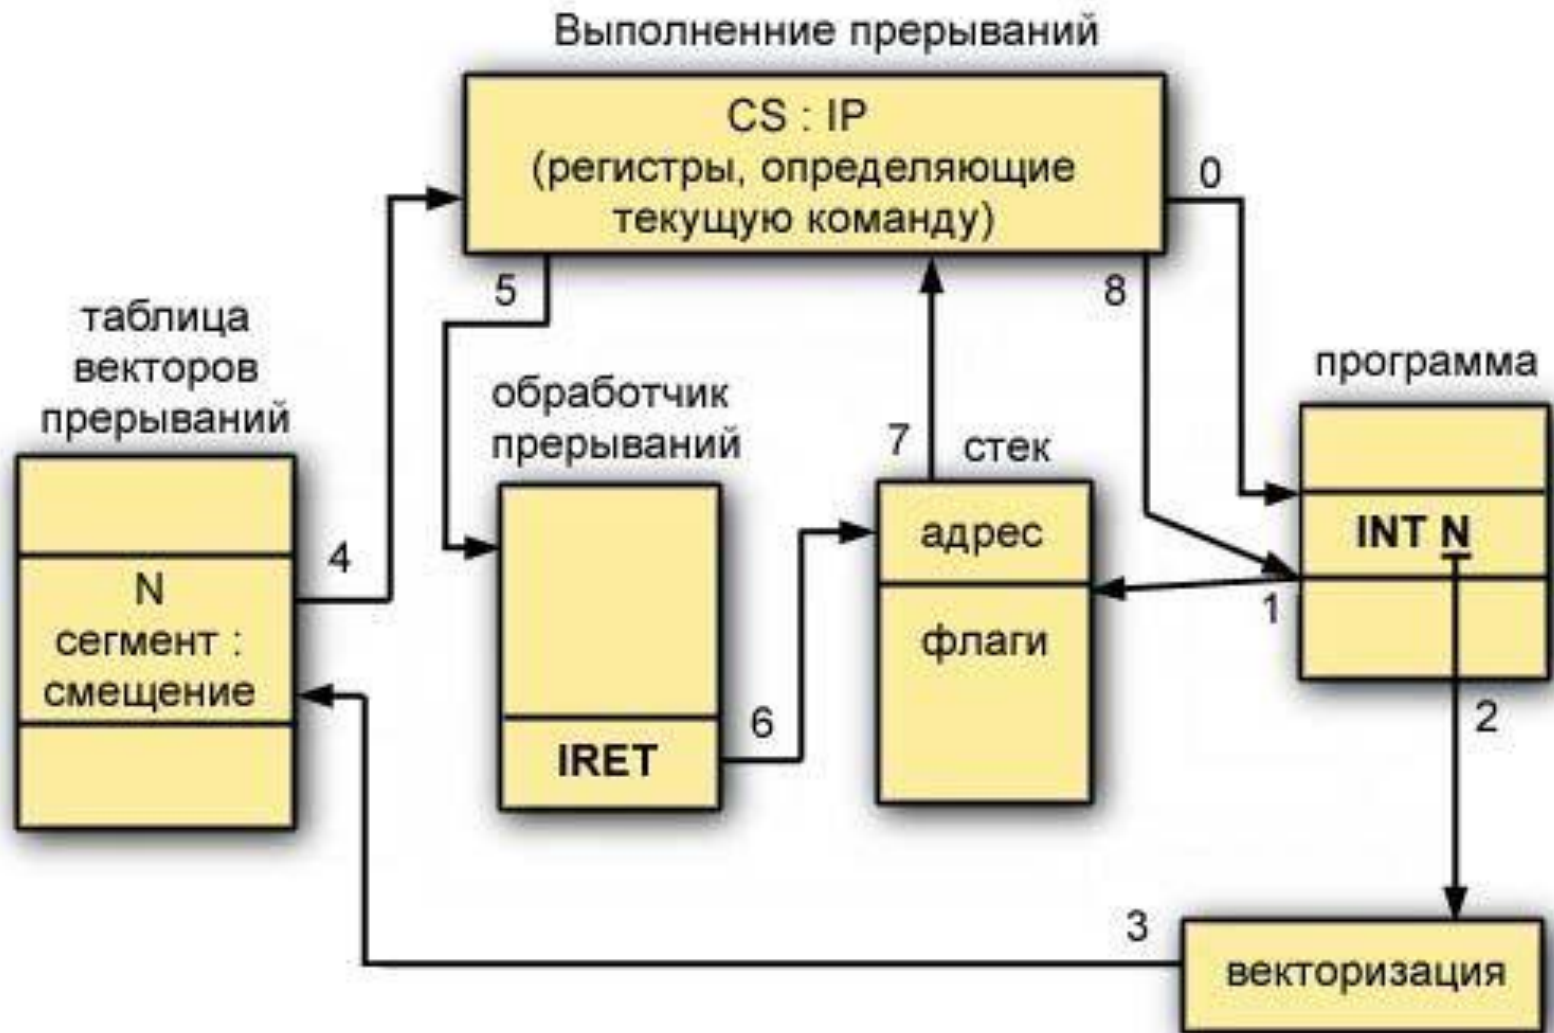 Выполненние прерываний
CS : IP
(регистры, определяющие
текущую команду)
0
5
8
4
таблица
векторов
прерываний
N
сегмент :
смещение
обработчик
прерываний
IRET
6
7
стек
адрес
флаги
1
программа
INT N
2
3
векторизация